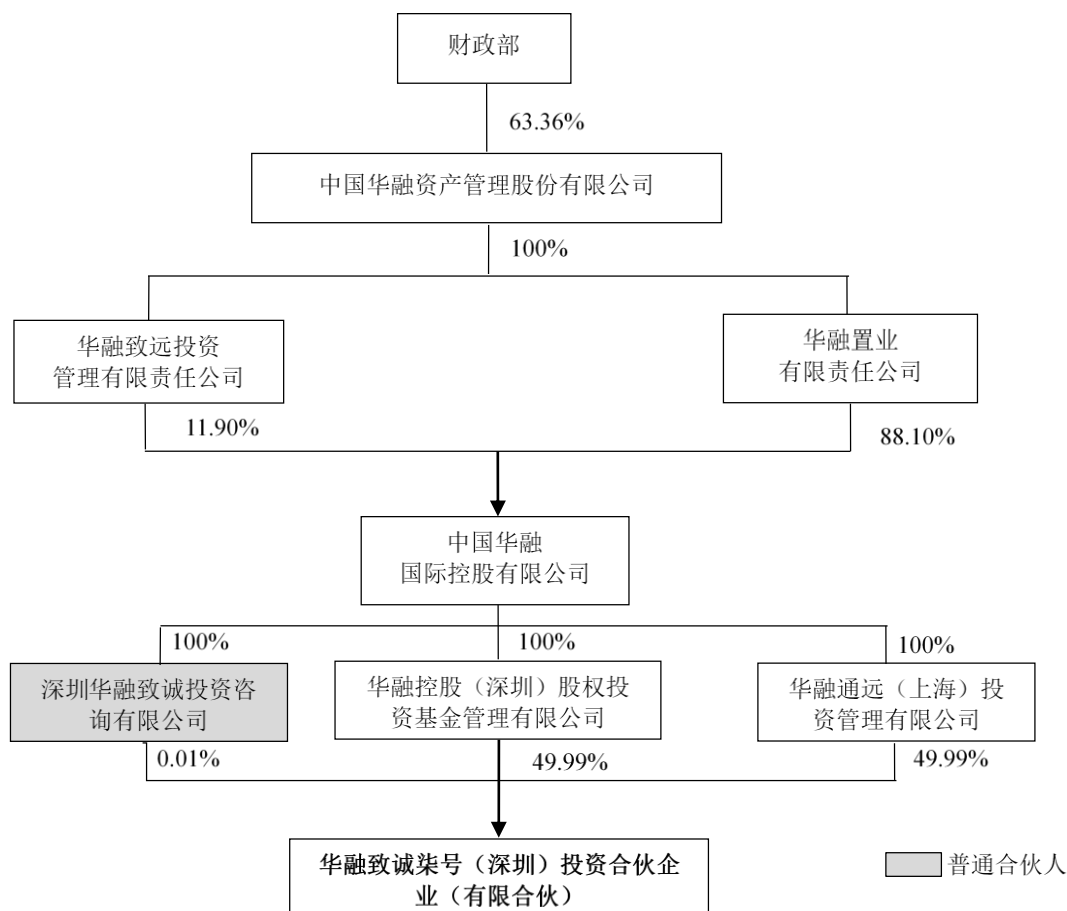 财政部
63.36%
中国华融资产管理股份有限公司
100%
华融致远投资
管理有限责任公司
华融置业
有限责任公司
11.90%
88.10%
中国华融
国际控股有限公司
100%
100%
100%
深圳华融致诚投资咨
询有限公司
华融控股（深圳）股权投
资基金管理有限公司
华融通远（上海）投
资管理有限公司
0.01%
49.99%
49.99%
华融致诚柒号（深圳）投资合伙企
业（有限合伙）
普通合伙人